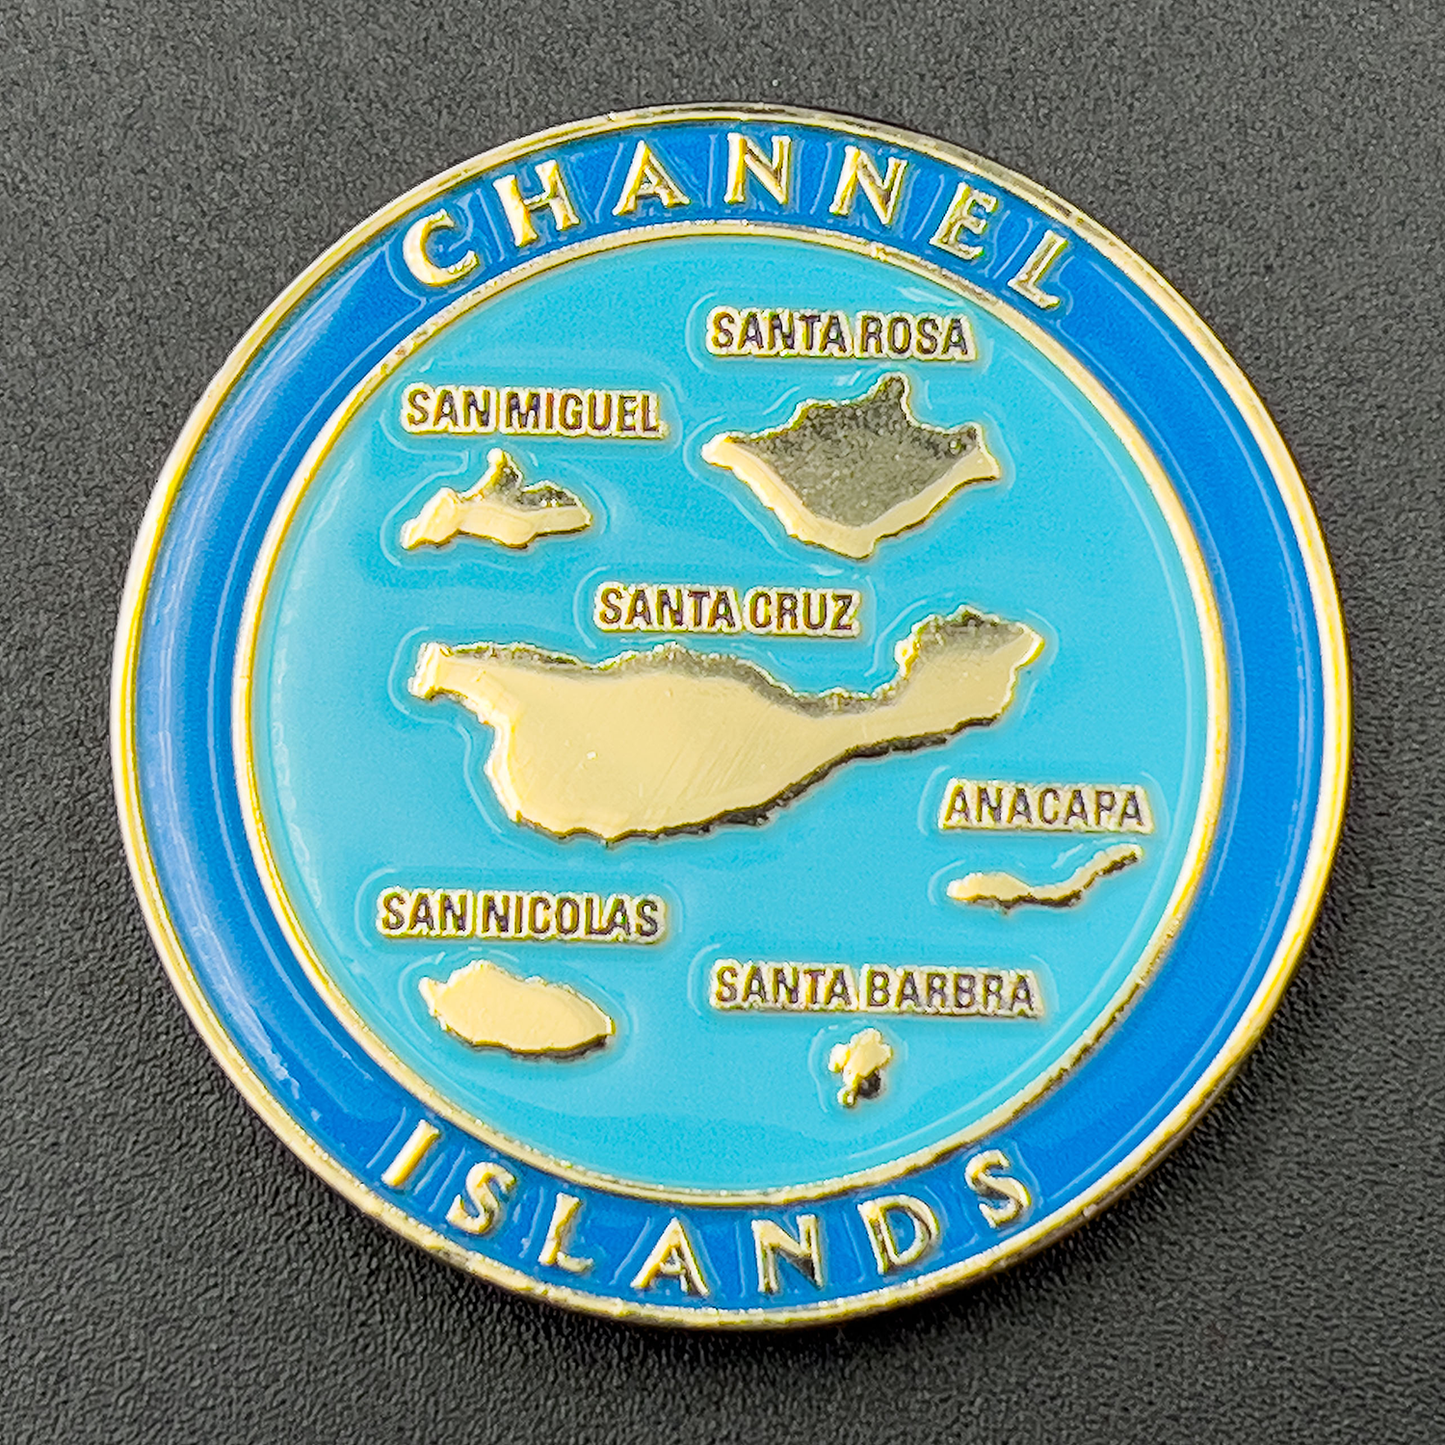 CHANNEL
SANTA ROSA
SAN MIGUEL
SANTA CRUZ
ANACAPA
SAN NICOLAS
SANTA BARBRA
ISLANDS